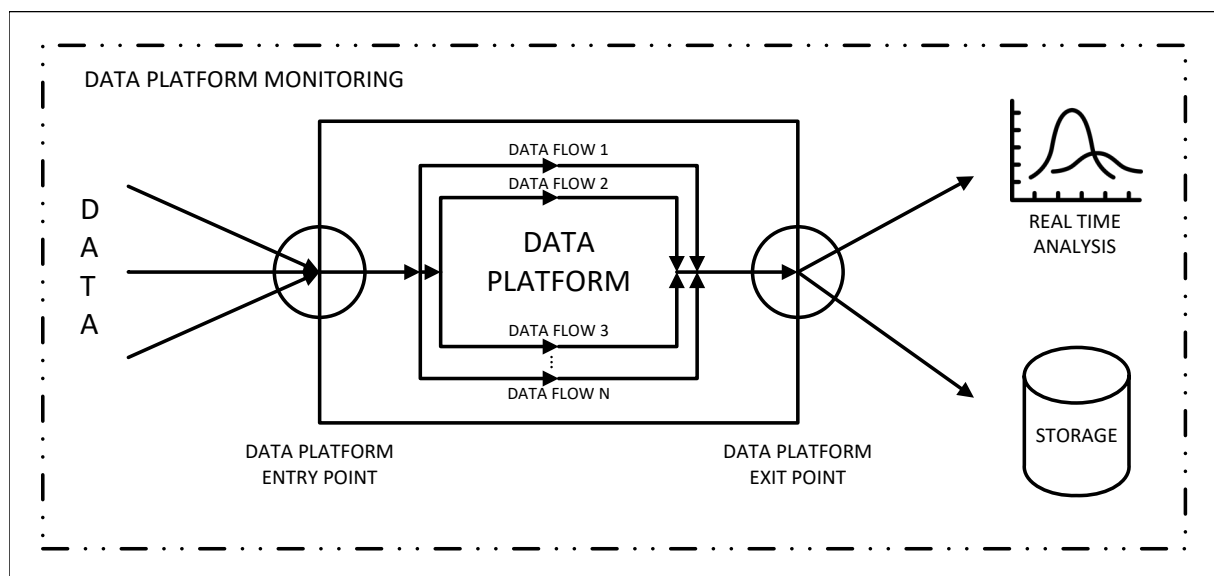 DATA PLATFORM MONITORING
D
A
T
A
DATA FLOW 1
DATA FLOW 2
DATA
PLATFORM
DATA FLOW 3
DATA FLOW N
DATA PLATFORM
ENTRY POINT
DATA PLATFORM
EXIT POINT
REAL TIME
ANALYSIS
STORAGE